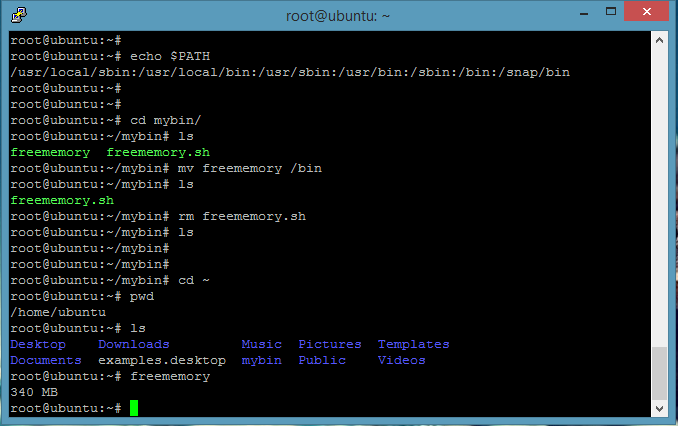 root@ubuntu: ~
root@ubuntu:~#
root@ubuntu:~# echo $PATH
/usr/local/sbin:/usr/local/bin:/usr/sbin:/usr/bin:/sbin:/bin:/snap/bin
root@ubuntu:~#
root@ubuntu:~#
root@ubuntu:~# cd mybin/
root@ubuntu:~/mybin# ls
freememory  freememory.sh
root@ubuntu:~/mybin# mv freememory /bin
root@ubuntu:~/mybin# ls
freememory.sh
root@ubuntu:~/mybin# rm freememory.sh
root@ubuntu:~/mybin# ls
root@ubuntu:~/mybin#
root@ubuntu:~/mybin#
root@ubuntu:~/mybin# cd ~
root@ubuntu:~# pwd
/home/ubuntu
root@ubuntu:~# ls
Desktop    Downloads         Music  Pictures  Templates
Documents  examples.desktop  mybin  Public    Videos
root@ubuntu:~# freememory
340 MB
root@ubuntu:~#